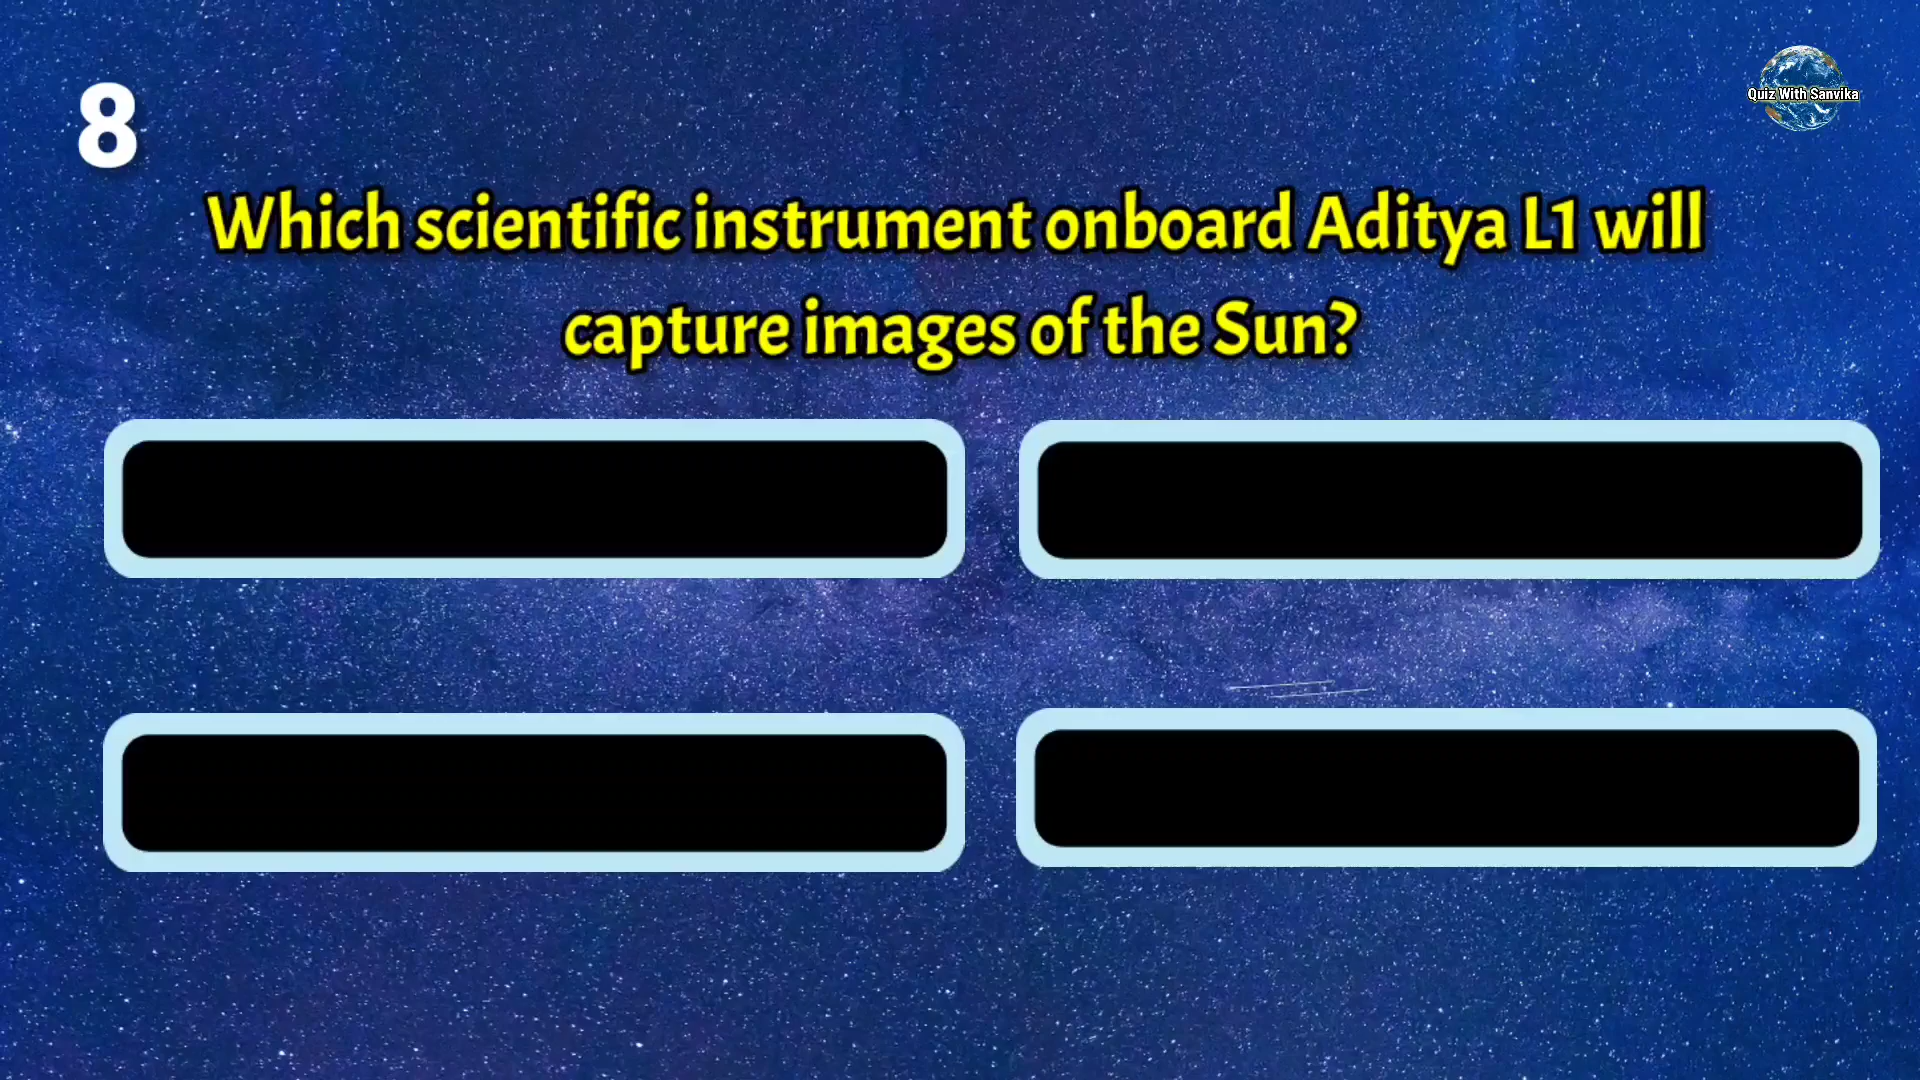 8
Quiz With Sanvika
Which scientific instrument onboard Aditya L1 will
capture images of the Sun?